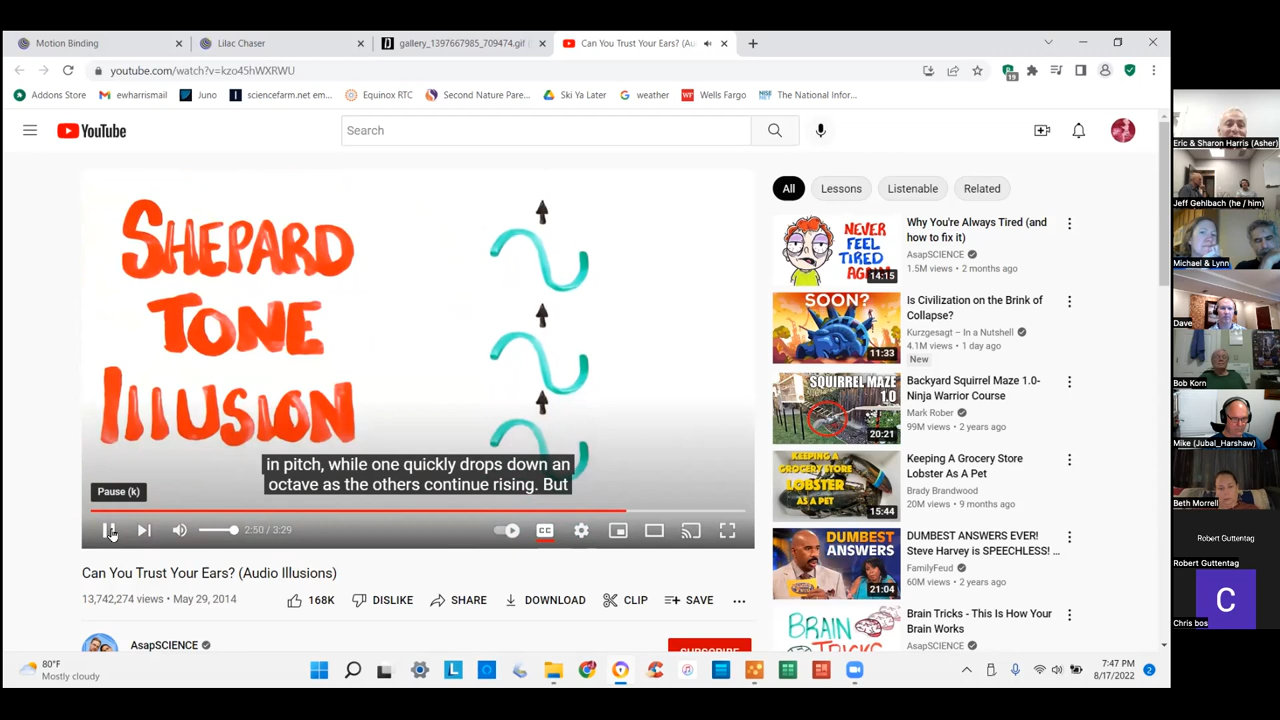 Motion Binding
Lilac Chaser
gallery_1397667985_709474.gif (
Can You Trust Your Ears? (Au
youtube.com/watch?v=kzo45hWXRWU
19
Addons Store
ewharrismail
Juno
sciencefarm.net em...
Equinox RTC
Second Nature Pare...
Ski Ya Later
weather
Wells Fargo
The National Infor...
YouTube
Search
SHEPARD
TONE
ILLUSION
in pitch, while one quickly drops down an
octave as the others continue rising. But
Pause (k)
2:50 / 3:29
CC
Can You Trust Your Ears? (Audio Illusions)
13,742,274 views • May 29, 2014
168K
DISLIKE
SHARE
DOWNLOAD
CLIP
SAVE
AsapSCIENCE
SUBSCRIBE
All
Lessons
Listenable
Related
NEVER
FEEL
TIRED
AGAIN
14:15
Why You're Always Tired (and
how to fix it)
AsapSCIENCE
1.5M views • 2 months ago
SOON?
11:33
Is Civilization on the Brink of
Collapse?
Kurzgesagt – In a Nutshell
4.1M views • 1 day ago
New
SQUIRREL MAZE
1.0
20:21
Backyard Squirrel Maze 1.0-
Ninja Warrior Course
Mark Rober
99M views • 2 years ago
KEEPING A
GROCERY STORE
LOBSTER
AS A PET
15:44
Keeping A Grocery Store
Lobster As A Pet
Brady Brandwood
20M views • 9 months ago
DUMBEST
ANSWERS
21:04
DUMBEST ANSWERS EVER!
Steve Harvey is SPEECHLESS! ...
FamilyFeud
60M views • 2 years ago
BRAIN
TRICKS
Brain Tricks - This Is How Your
Brain Works
AsapSCIENCE
80°F
Mostly cloudy
7:47 PM
8/17/2022
2
Eric & Sharon Harris (Asher)
Jeff Gehlbach (he / him)
Michael & Lynn
Dave
Bob Korn
Mike (Jubal_Harshaw)
Beth Morrell
Robert Guttentag
Robert Guttentag
C
Chris bos